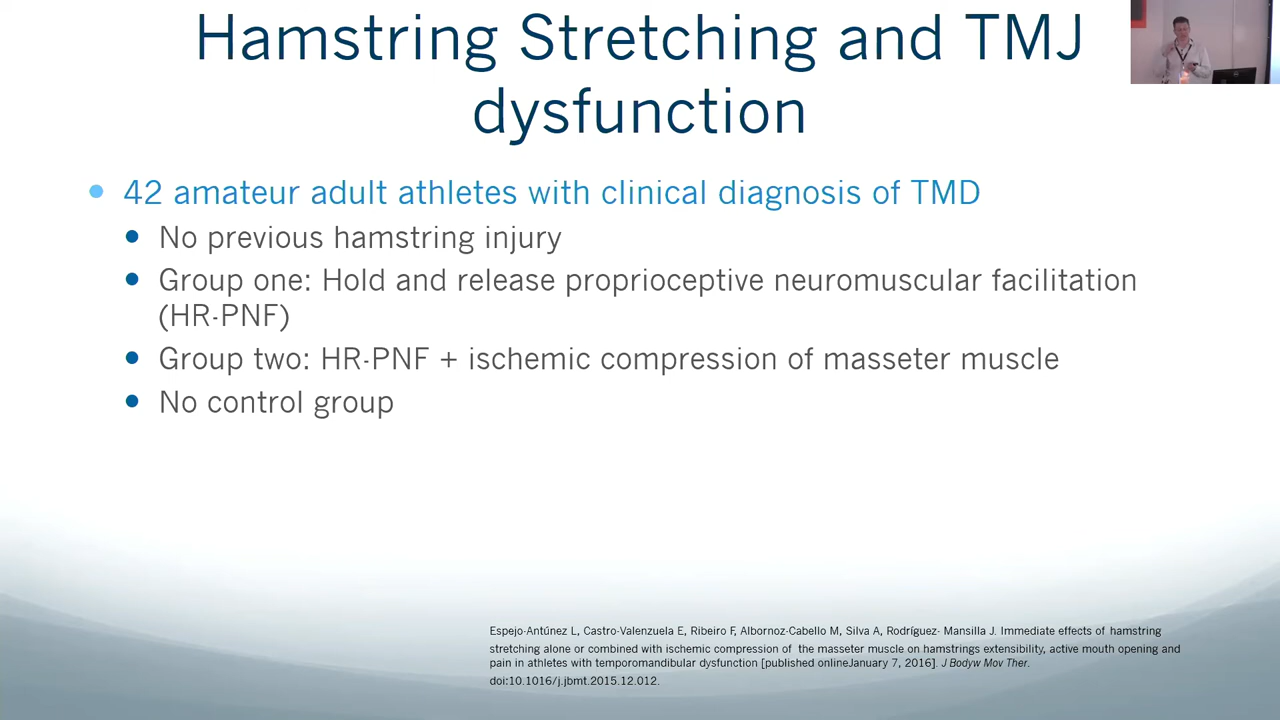 Hamstring Stretching and TMJ
dysfunction
42 amateur adult athletes with clinical diagnosis of TMD
No previous hamstring injury
Group one: Hold and release proprioceptive neuromuscular facilitation
(HR-PNF)
Group two: HR-PNF + ischemic compression of masseter muscle
No control group
Espejo-Antúnez L, Castro-Valenzuela E, Ribeiro F, Albornoz-Cabello M, Silva A, Rodríguez- Mansilla J. Immediate effects of hamstring
stretching alone or combined with ischemic compression of the masseter muscle on hamstrings extensibility, active mouth opening and
pain in athletes with temporomandibular dysfunction [published onlineJanuary 7, 2016]. J Bodyw Mov Ther.
doi:10.1016/j.jbmt.2015.12.012.